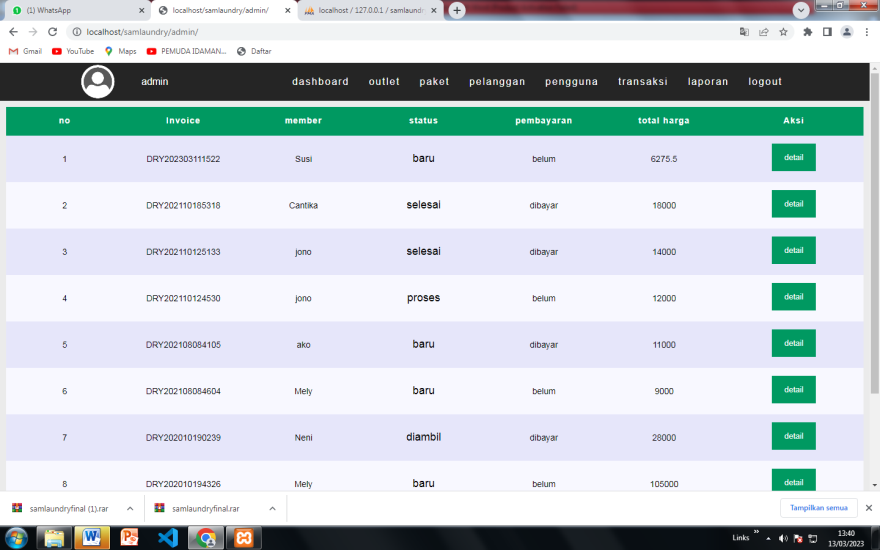 (1) WhatsApp
localhost/samlaundry/admin/
localhost / 127.0.0.1 / samlaundr
localhost/samlaundry/admin/
Gmail YouTube Maps PEMUDA IDAMAN... Daftar
admin dashboard outlet paket pelanggan pengguna transaksi laporan logout
no Invoice member status pembayaran total harga Aksi
1 DRY202303111522 Susi baru belum 6275.5 detail
2 DRY202110185318 Cantika selesai dibayar 18000 detail
3 DRY202110125133 jono selesai dibayar 14000 detail
4 DRY202110124530 jono proses belum 12000 detail
5 DRY202108084105 ako baru dibayar 11000 detail
6 DRY202108084604 Mely baru belum 9000 detail
7 DRY202010190239 Neni diambil dibayar 28000 detail
8 DRY202010194326 Mely baru belum 105000 detail
samlaundryfinal (1).rar samlaundryfinal.rar Tampilkan semua
Links 13:40
13/03/2023